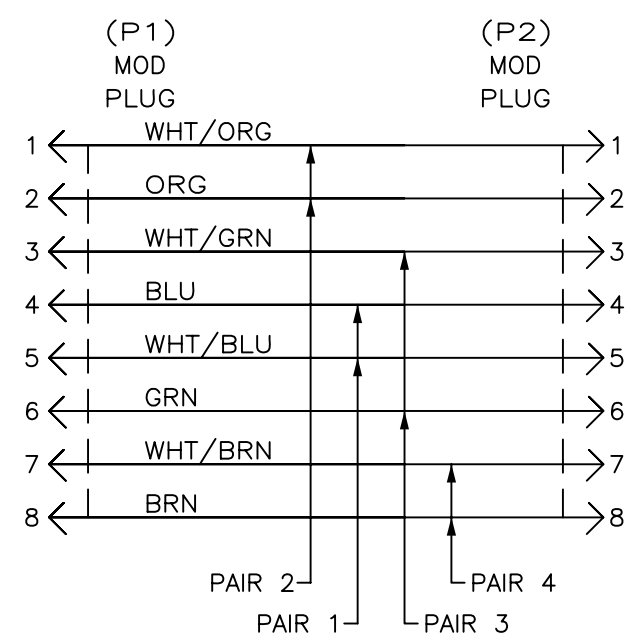 (P1) (P2)
MOD MOD
PLUG PLUG
1 WHT/ORG 1
2 ORG 2
3 WHT/GRN 3
4 BLU 4
5 WHT/BLU 5
6 GRN 6
7 WHT/BRN 7
8 BRN 8
PAIR 2 PAIR 4
PAIR 1 PAIR 3